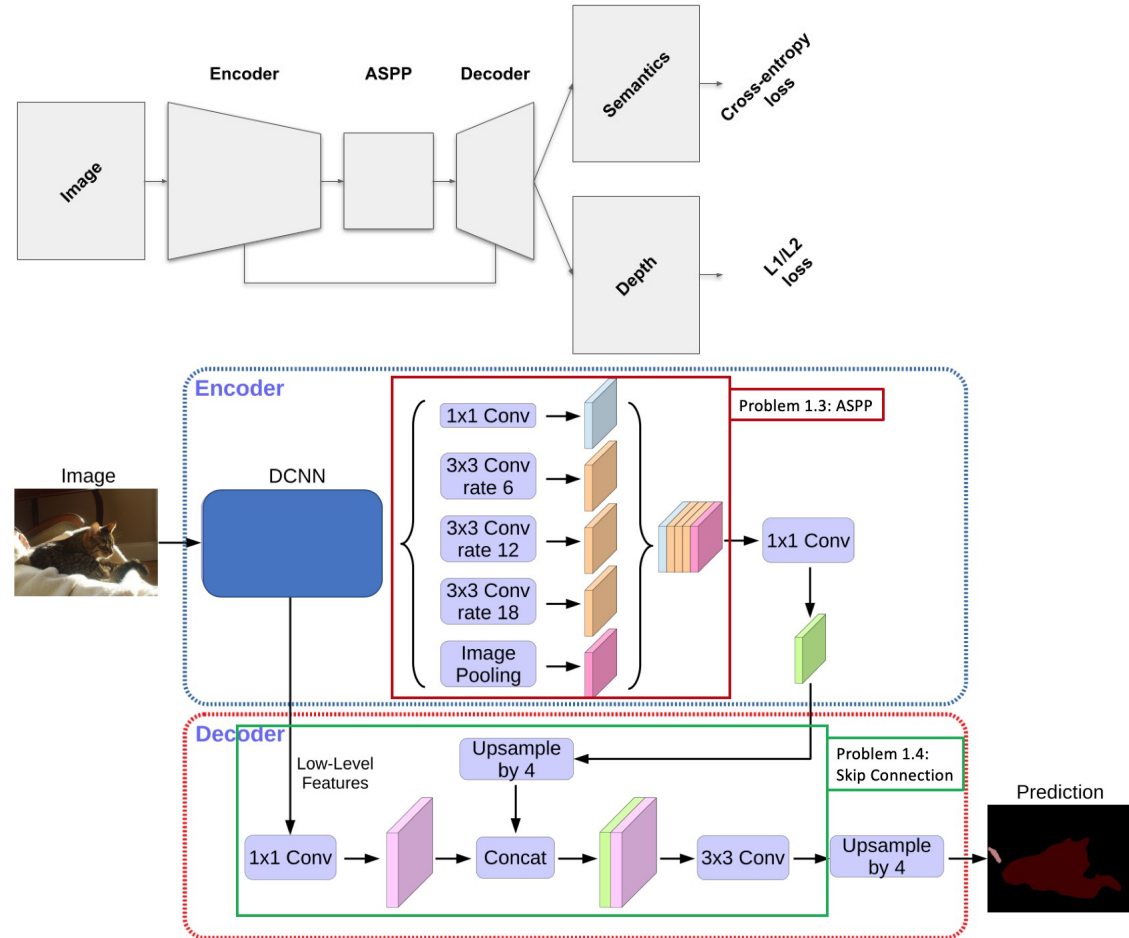 Encoder
ASPP
Decoder
Image
Semantics
Cross-entropy
loss
Depth
L1/L2
loss
Encoder
Problem 1.3: ASPP
Image
DCNN
1x1 Conv
3x3 Conv
rate 6
3x3 Conv
rate 12
3x3 Conv
rate 18
Image
Pooling
1x1 Conv
Decoder
Low-Level
Features
Upsample
by 4
Problem 1.4:
Skip Connection
1x1 Conv
Concat
3x3 Conv
Upsample
by 4
Prediction